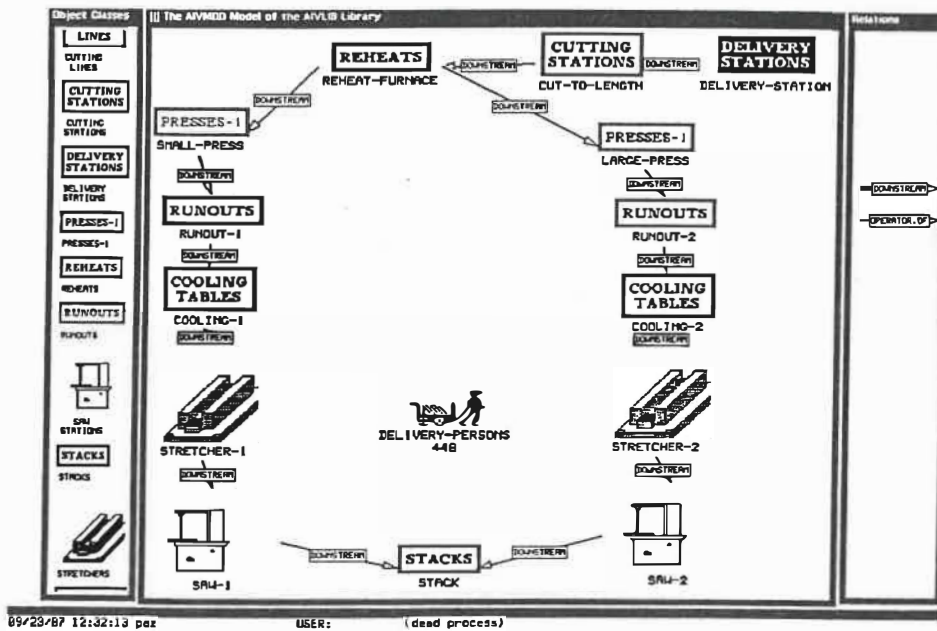 Object Classes
LINES
CUTTING
LINES
CUTTING
STATIONS
CUTTING
STATIONS
DELIVERY
STATIONS
DELIVERY
STATIONS
PRESSES-1
PRESSES-1
REHEATS
REHEATS
RUNOUTS
RUNOUTS
SAW
STATIONS
STACKS
STACKS
STRETCHERS
The AIVMDD Model of the AIVLIB Library
REHEATS
REHEAT-FURNACE
DOWNSTREAM
CUTTING
STATIONS
CUT-TO-LENGTH
DOWNSTREAM
DELIVERY
STATIONS
DELIVERY-STATION
DOWNSTREAM
DOWNSTREAM
PRESSES-1
SMALL-PRESS
PRESSES-1
LARGE-PRESS
DOWNSTREAM
DOWNSTREAM
RUNOUTS
RUNOUT-1
RUNOUTS
RUNOUT-2
DOWNSTREAM
DOWNSTREAM
COOLING
TABLES
COOLING-1
COOLING
TABLES
COOLING-2
DOWNSTREAM
DOWNSTREAM
STRETCHER-1
DELIVERY-PERSONS
448
STRETCHER-2
DOWNSTREAM
DOWNSTREAM
SAW-1
DOWNSTREAM
STACKS
STACK
DOWNSTREAM
SAW-2
Relations
DOWNSTREAM
OPERATOR.OF
09/23/87 12:32:13 paz USER: (dead process)